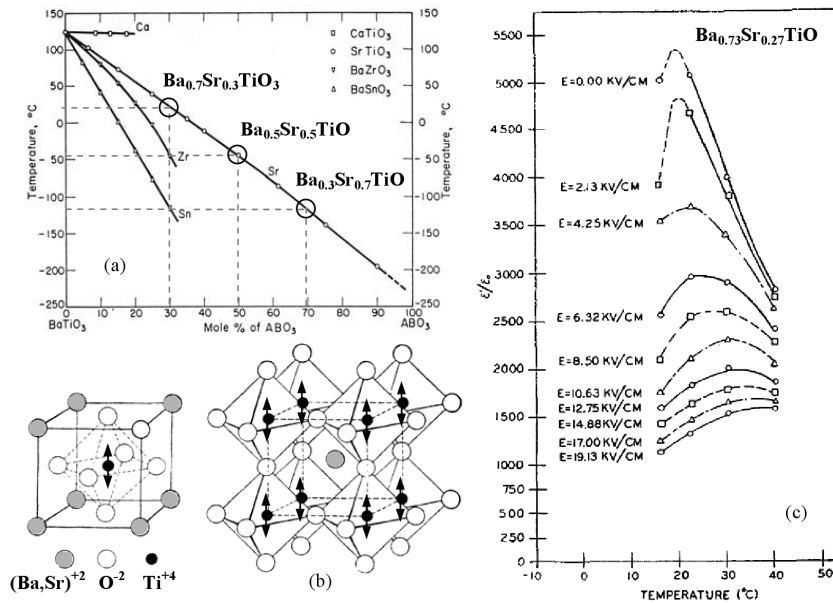 (a)
Ca
CaTiO3
SrTiO3
BaZrO3
BaSnO3
Ba0.7Sr0.3TiO3
Ba0.5Sr0.5TiO
Ba0.3Sr0.7TiO
Zr
Sr
Sn
Temperature, °C
100
50
0
-50
-100
-150
-200
-250
Temperature, °C
100
50
0
50
100
-150
-200
-250
0 10 20 30 40 50 60 70 80 90 100
BaTiO3 Mole % of ABO3 ABO3
(Ba,Sr)+2 O-2 Ti+4
(b)
Ba0.73Sr0.27TiO
E=0.00 KV/CM
E=2.13 KV/CM
E=4.25 KV/CM
E=6.32 KV/CM
E=8.50 KV/CM
E=10.63 KV/CM
E=12.75 KV/CM
E=14.88 KV/CM
E=17.00 KV/CM
E=19.13 KV/CM
5500
5000
4500
4000
3500
3000
2500
2000
1500
1000
750
500
250
0
-10 0 10 20 30 40 50
TEMPERATURE (°C)
(c)